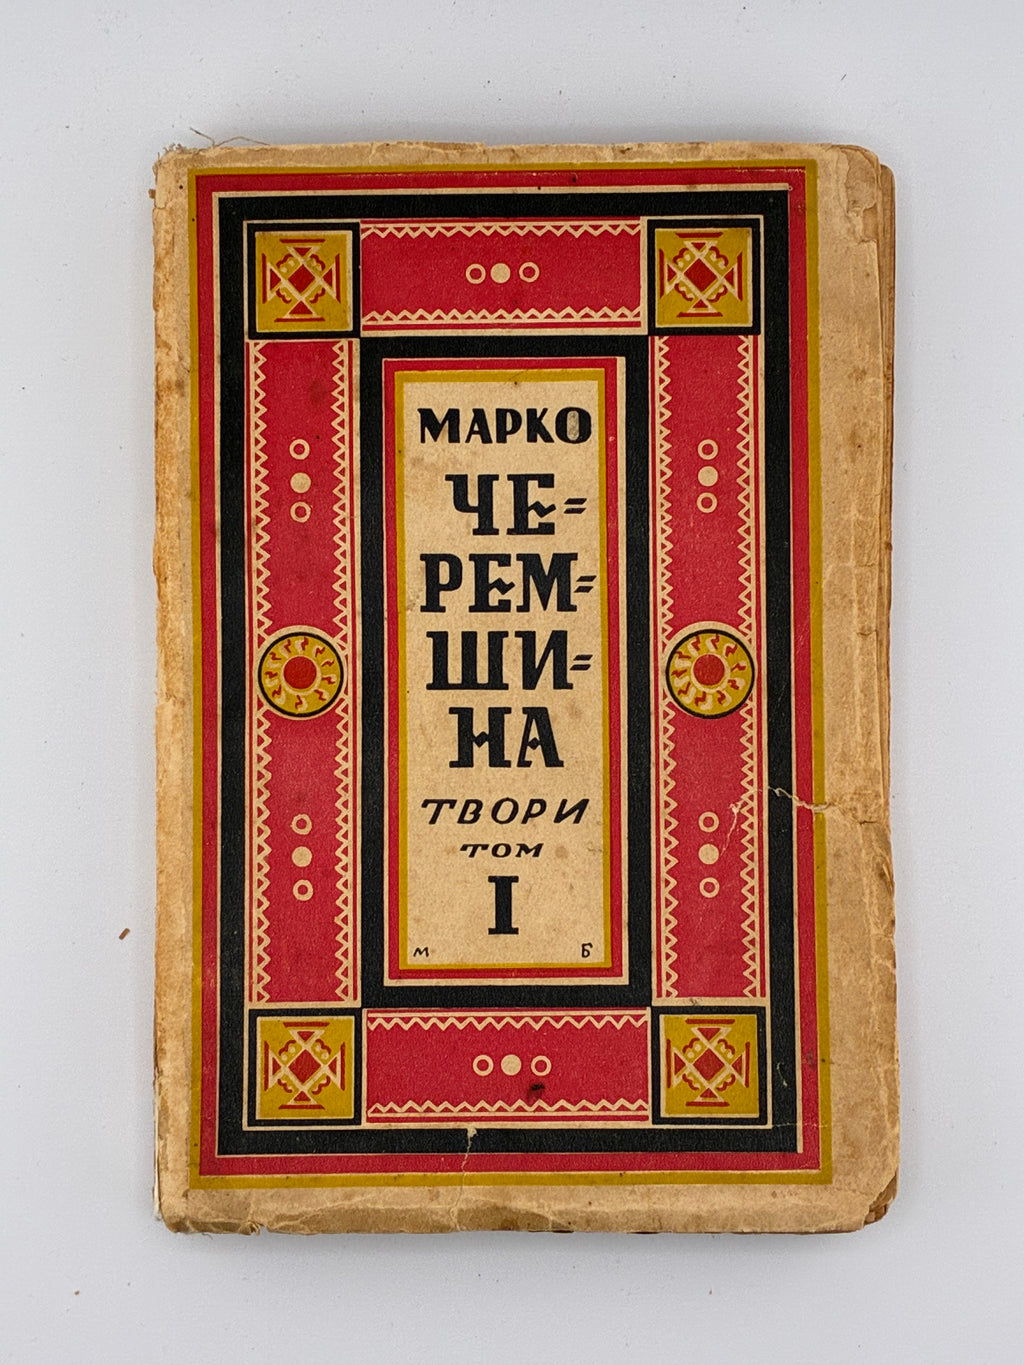 МАРКО
ЧЕ=
РЕМ=
ШИ=
НА
ТВОРИ
ТОМ
I
М Б